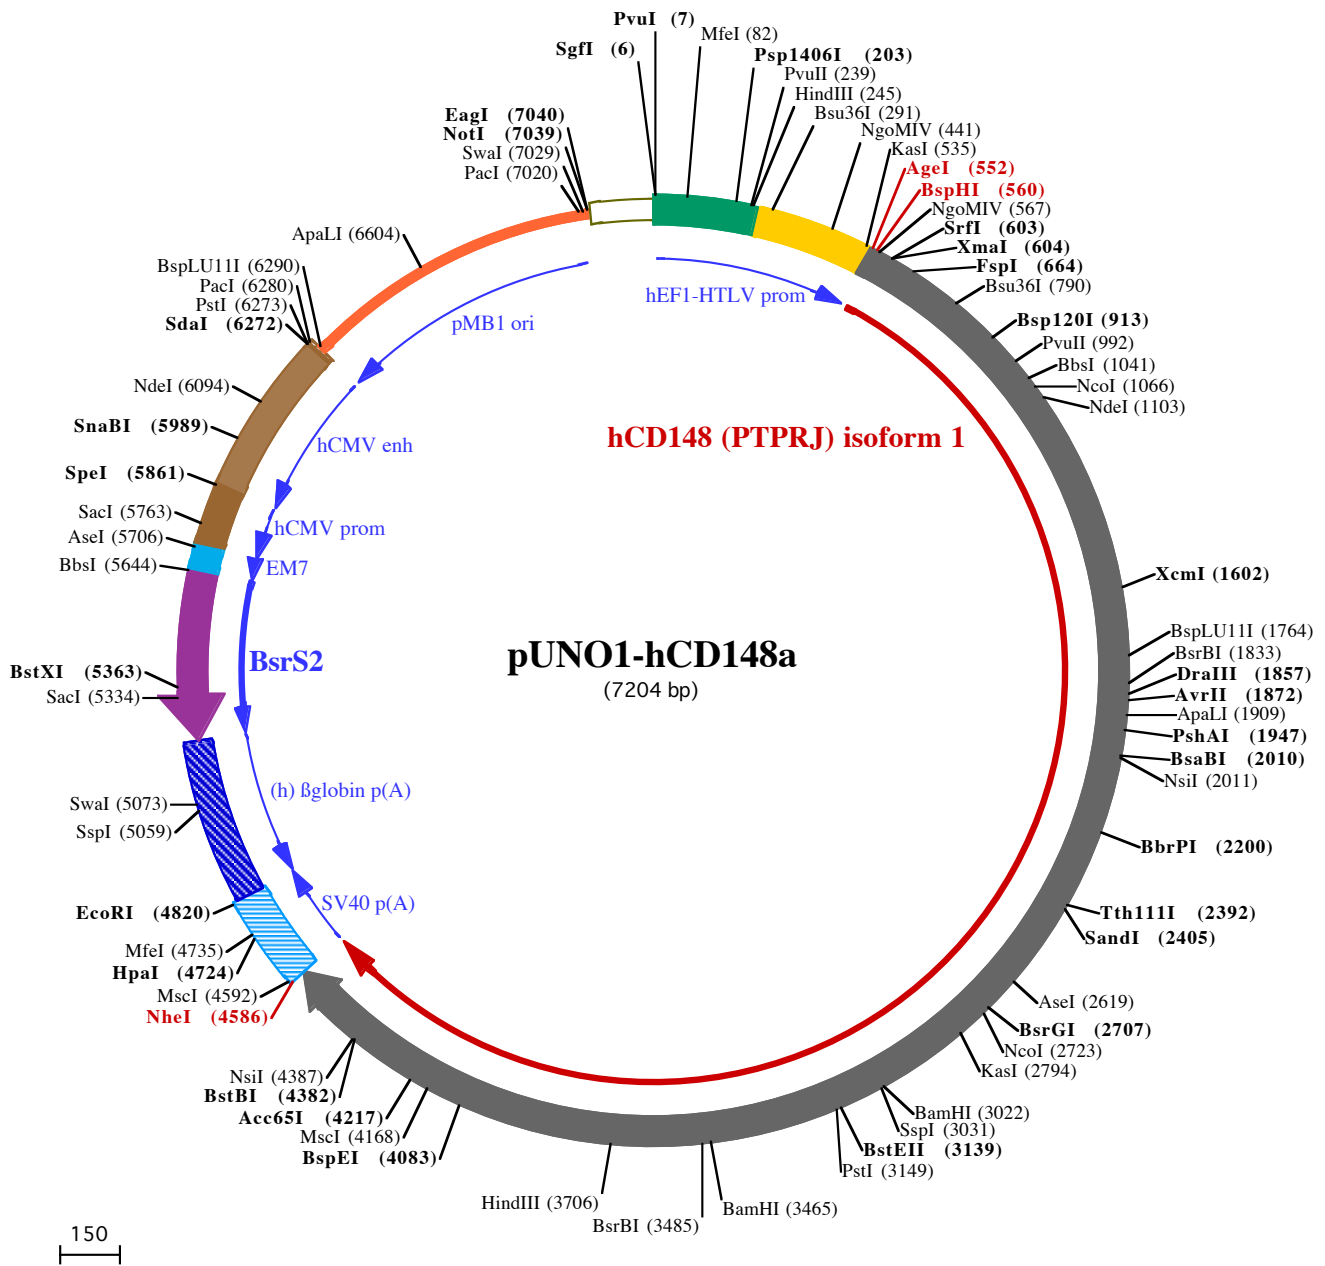 PvuI (7)
SgfI (6)
MfeI (82)
Psp1406I (203)
PvuII (239)
HindIII (245)
Bsu36I (291)
NgoMIV (441)
KasI (535)
AgeI (552)
BspHI (560)
NgoMIV (567)
SrfI (603)
XmaI (604)
FspI (664)
Bsu36I (790)
Bsp120I (913)
PvuII (992)
BbsI (1041)
NcoI (1066)
NdeI (1103)
XcmI (1602)
BspLU11I (1764)
BsrBI (1833)
DraIII (1857)
AvrII (1872)
ApaLI (1909)
PshAI (1947)
BsaBI (2010)
NsiI (2011)
BbrPI (2200)
Tth111I (2392)
SandI (2405)
AseI (2619)
BsrGI (2707)
NcoI (2723)
KasI (2794)
BamHI (3022)
SspI (3031)
BstEII (3139)
PstI (3149)
BamHI (3465)
BsrBI (3485)
HindIII (3706)
BspEI (4083)
MscI (4168)
Acc65I (4217)
BstBI (4382)
NsiI (4387)
NheI (4586)
MscI (4592)
HpaI (4724)
MfeI (4735)
EcoRI (4820)
SspI (5059)
SwaI (5073)
SacI (5334)
BstXI (5363)
BbsI (5644)
AseI (5706)
SacI (5763)
SpeI (5861)
SnaBI (5989)
NdeI (6094)
SdaI (6272)
PstI (6273)
PacI (6280)
BspLU11I (6290)
ApaLI (6604)
PacI (7020)
SwaI (7029)
NotI (7039)
EagI (7040)
hEF1-HTLV prom
pMB1 ori
hCMV enh
hCMV prom
EM7
BsrS2
(h) ßglobin p(A)
SV40 p(A)
hCD148 (PTPRJ) isoform 1
pUNO1-hCD148a
(7204 bp)
150